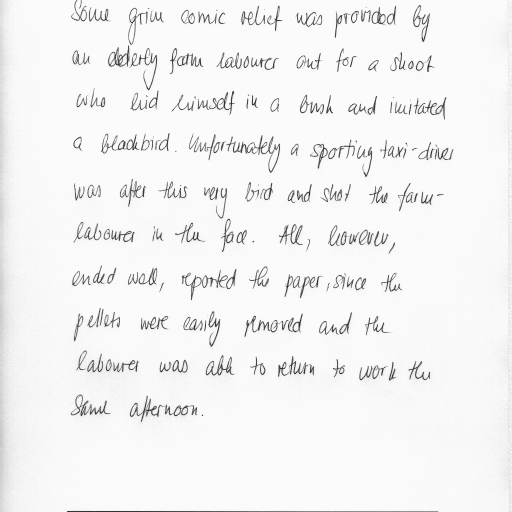 Some grim comic relief was provided by
an elderly farm labourer out for a shoot
who hid himself in a bush and imitated
a blackbird. Unfortunately a sporting taxi-driver
was after this very bird and shot the farm-
labourer in the face. All, however,
ended well, reported the paper, since the
pellets were easily removed and the
labourer was able to return to work the
same afternoon.